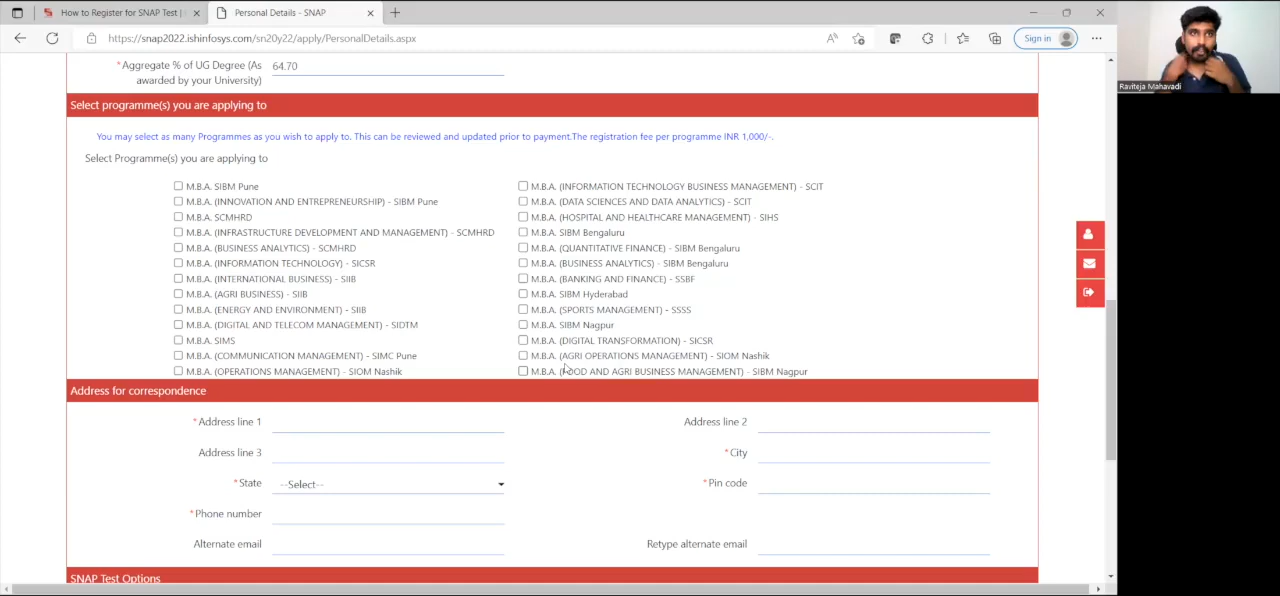 How to Register for SNAP Test |
Personal Details - SNAP
https://snap2022.ishinfosys.com/sn20y22/apply/PersonalDetails.aspx
Sign in
Raviteja Mahavadi
*Aggregate % of UG Degree (As
awarded by your University)
64.70
Select programme(s) you are applying to
You may select as many Programmes as you wish to apply to. This can be reviewed and updated prior to payment.The registration fee per programme INR 1,000/-.
Select Programme(s) you are applying to
M.B.A. SIBM Pune
M.B.A. (INNOVATION AND ENTREPRENEURSHIP) - SIBM Pune
M.B.A. SCMHRD
M.B.A. (INFRASTRUCTURE DEVELOPMENT AND MANAGEMENT) - SCMHRD
M.B.A. (BUSINESS ANALYTICS) - SCMHRD
M.B.A. (INFORMATION TECHNOLOGY) - SICSR
M.B.A. (INTERNATIONAL BUSINESS) - SIIB
M.B.A. (AGRI BUSINESS) - SIIB
M.B.A. (ENERGY AND ENVIRONMENT) - SIIB
M.B.A. (DIGITAL AND TELECOM MANAGEMENT) - SIDTM
M.B.A. SIMS
M.B.A. (COMMUNICATION MANAGEMENT) - SIMC Pune
M.B.A. (OPERATIONS MANAGEMENT) - SIOM Nashik
M.B.A. (INFORMATION TECHNOLOGY BUSINESS MANAGEMENT) - SCIT
M.B.A. (DATA SCIENCES AND DATA ANALYTICS) - SCIT
M.B.A. (HOSPITAL AND HEALTHCARE MANAGEMENT) - SIHS
M.B.A. SIBM Bengaluru
M.B.A. (QUANTITATIVE FINANCE) - SIBM Bengaluru
M.B.A. (BUSINESS ANALYTICS) - SIBM Bengaluru
M.B.A. (BANKING AND FINANCE) - SSBF
M.B.A. SIBM Hyderabad
M.B.A. (SPORTS MANAGEMENT) - SSSS
M.B.A. SIBM Nagpur
M.B.A. (DIGITAL TRANSFORMATION) - SICSR
M.B.A. (AGRI OPERATIONS MANAGEMENT) - SIOM Nashik
M.B.A. (FOOD AND AGRI BUSINESS MANAGEMENT) - SIBM Nagpur
Address for correspondence
*Address line 1
Address line 2
Address line 3
*City
*State
--Select--
*Pin code
*Phone number
Alternate email
Retype alternate email
SNAP Test Options